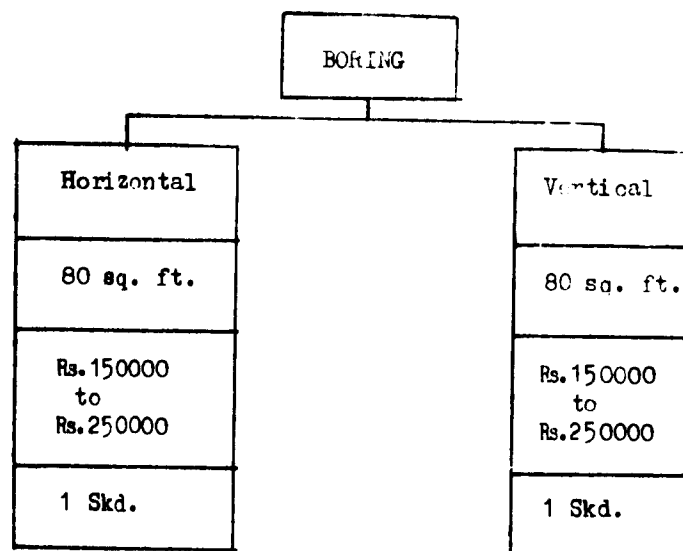 BORING
Horizontal
80 sq. ft.
Rs.150000
to
Rs.250000
1 Skd.
Vertical
80 sq. ft.
Rs.150000
to
Rs.250000
1 Skd.